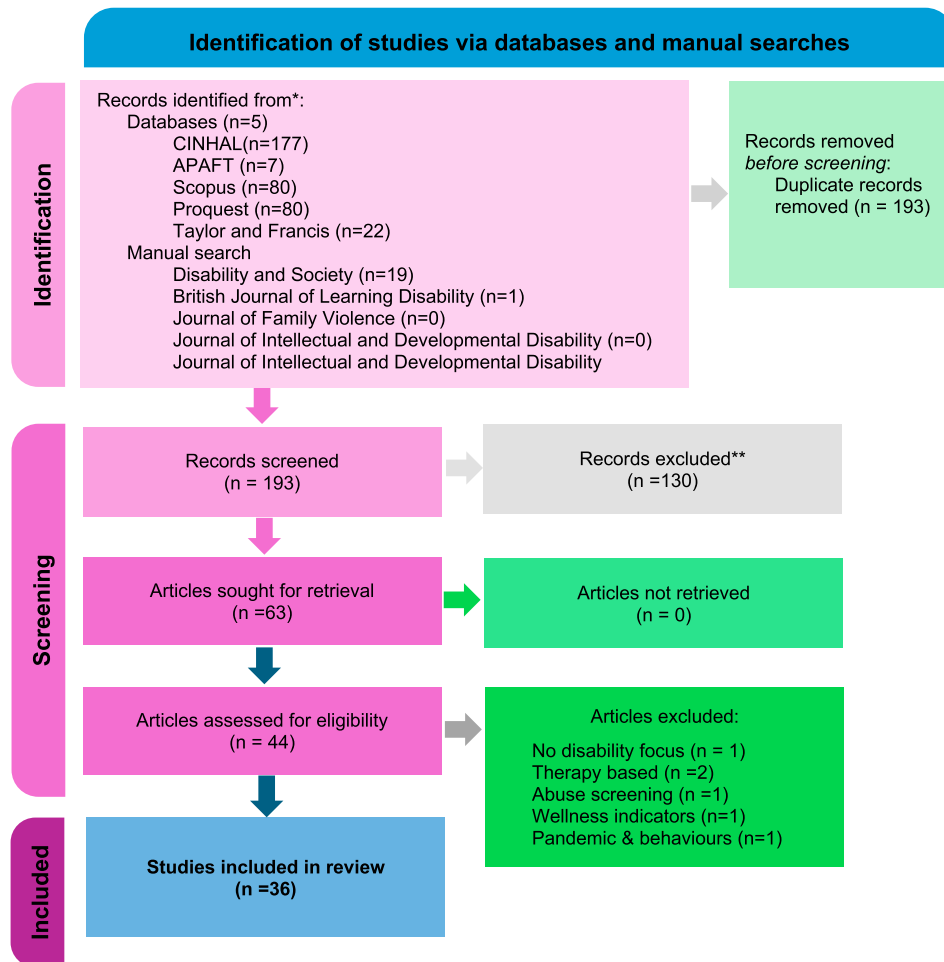 Identification of studies via databases and manual searches
Identification
Records identified from*:
Databases (n=5)
CINHAL(n=177)
APAFT (n=7)
Scopus (n=80)
Proquest (n=80)
Taylor and Francis (n=22)
Manual search
Disability and Society (n=19)
British Journal of Learning Disability (n=1)
Journal of Family Violence (n=0)
Journal of Intellectual and Developmental Disability (n=0)
Journal of Intellectual and Developmental Disability
Records removed
before screening:
Duplicate records
removed (n = 193)
Screening
Records screened
(n = 193)
Records excluded**
(n =130)
Articles sought for retrieval
(n =63)
Articles not retrieved
(n = 0)
Articles assessed for eligibility
(n = 44)
Articles excluded:
No disability focus (n = 1)
Therapy based (n =2)
Abuse screening (n =1)
Wellness indicators (n=1)
Pandemic & behaviours (n=1)
Included
Studies included in review
(n =36)